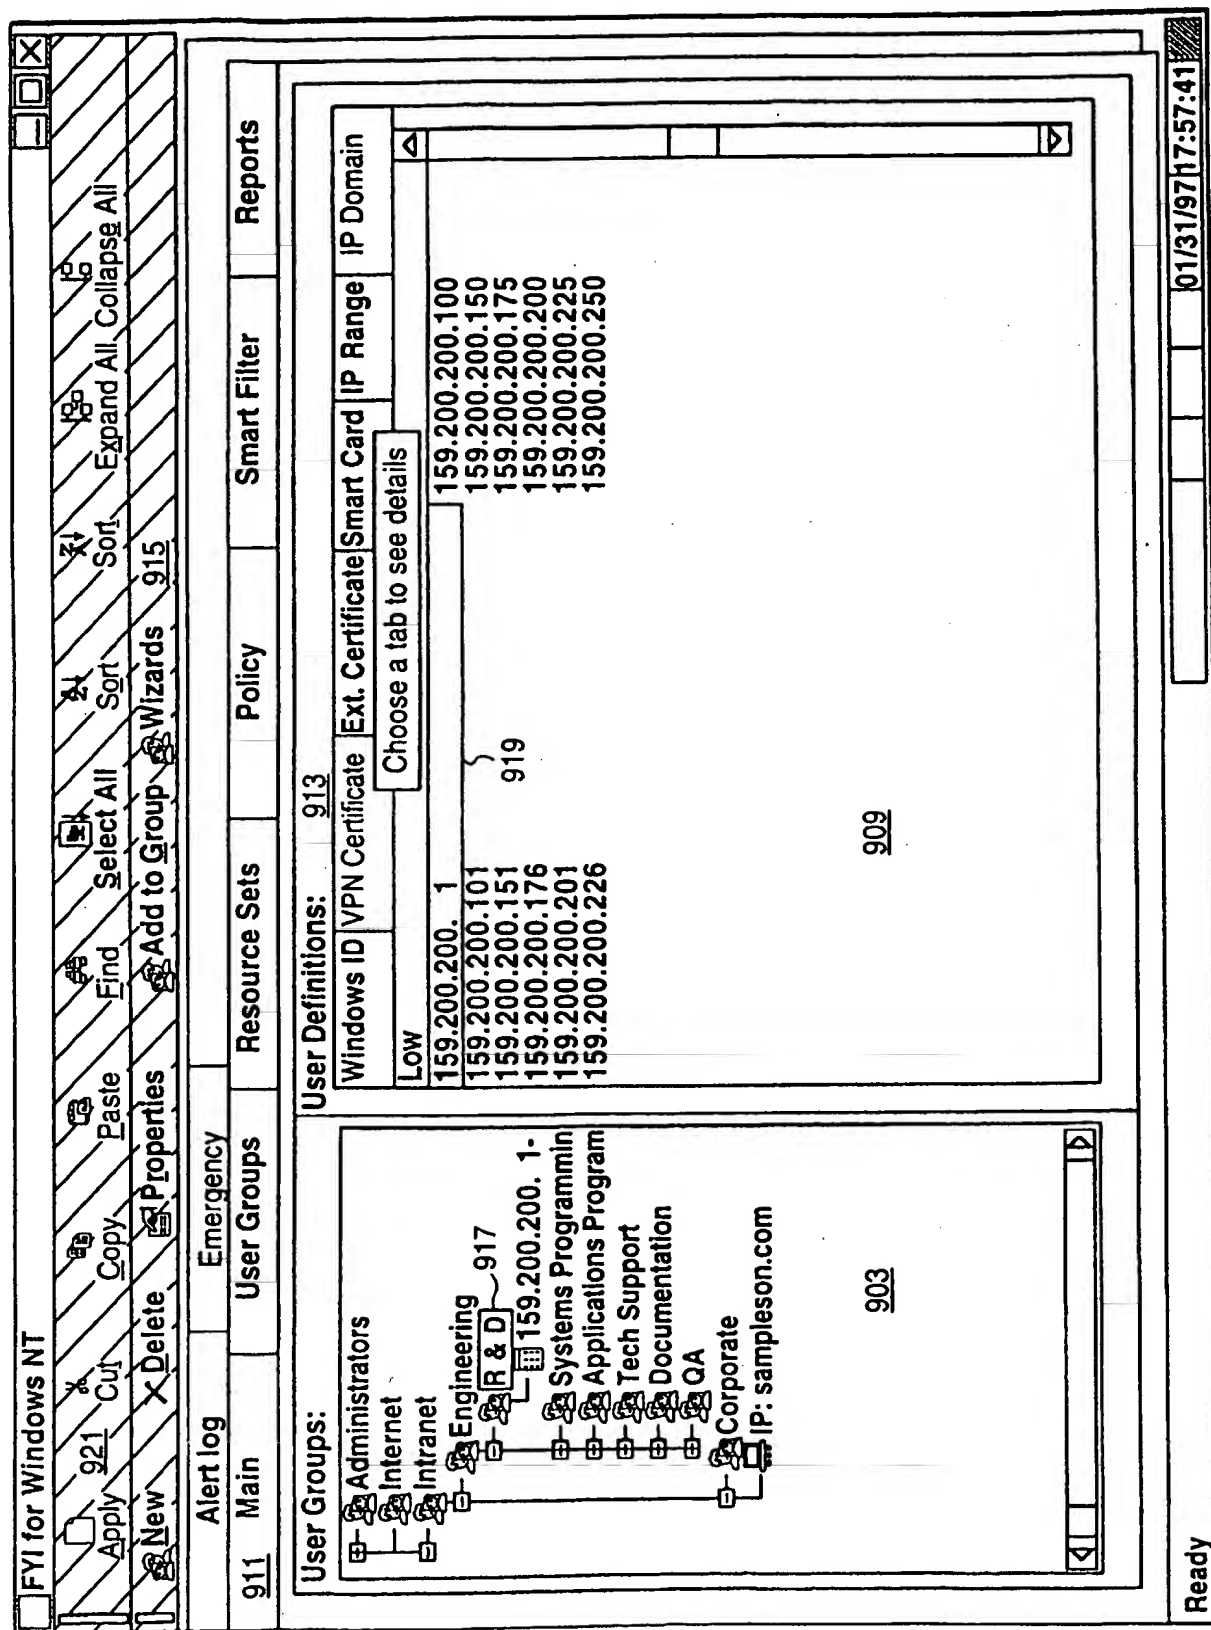 FYI for Windows NT
Apply 921 Cut Copy Paste Find Select All Sort Sort Expand All Collapse All
New Delete Properties Add to Group Wizards 915
Alert log Emergency
911 Main User Groups Resource Sets Policy Smart Filter Reports
User Groups:
Administrators
Internet
Intranet
Engineering
R & D 917
159.200.200. 1-
Systems Programmin
Applications Program
Tech Support
Documentation
QA
Corporate
IP: sampleson.com
903
User Definitions: 913
Windows ID VPN Certificate Ext. Certificate Smart Card IP Range IP Domain
Choose a tab to see details
Low
159.200.200. 1 159.200.200.100
159.200.200.101 159.200.200.150
159.200.200.151 159.200.200.175
159.200.200.176 159.200.200.200
159.200.200.201 159.200.200.225
159.200.200.226 159.200.200.250
919
909
Ready 01/31/97 17:57:41